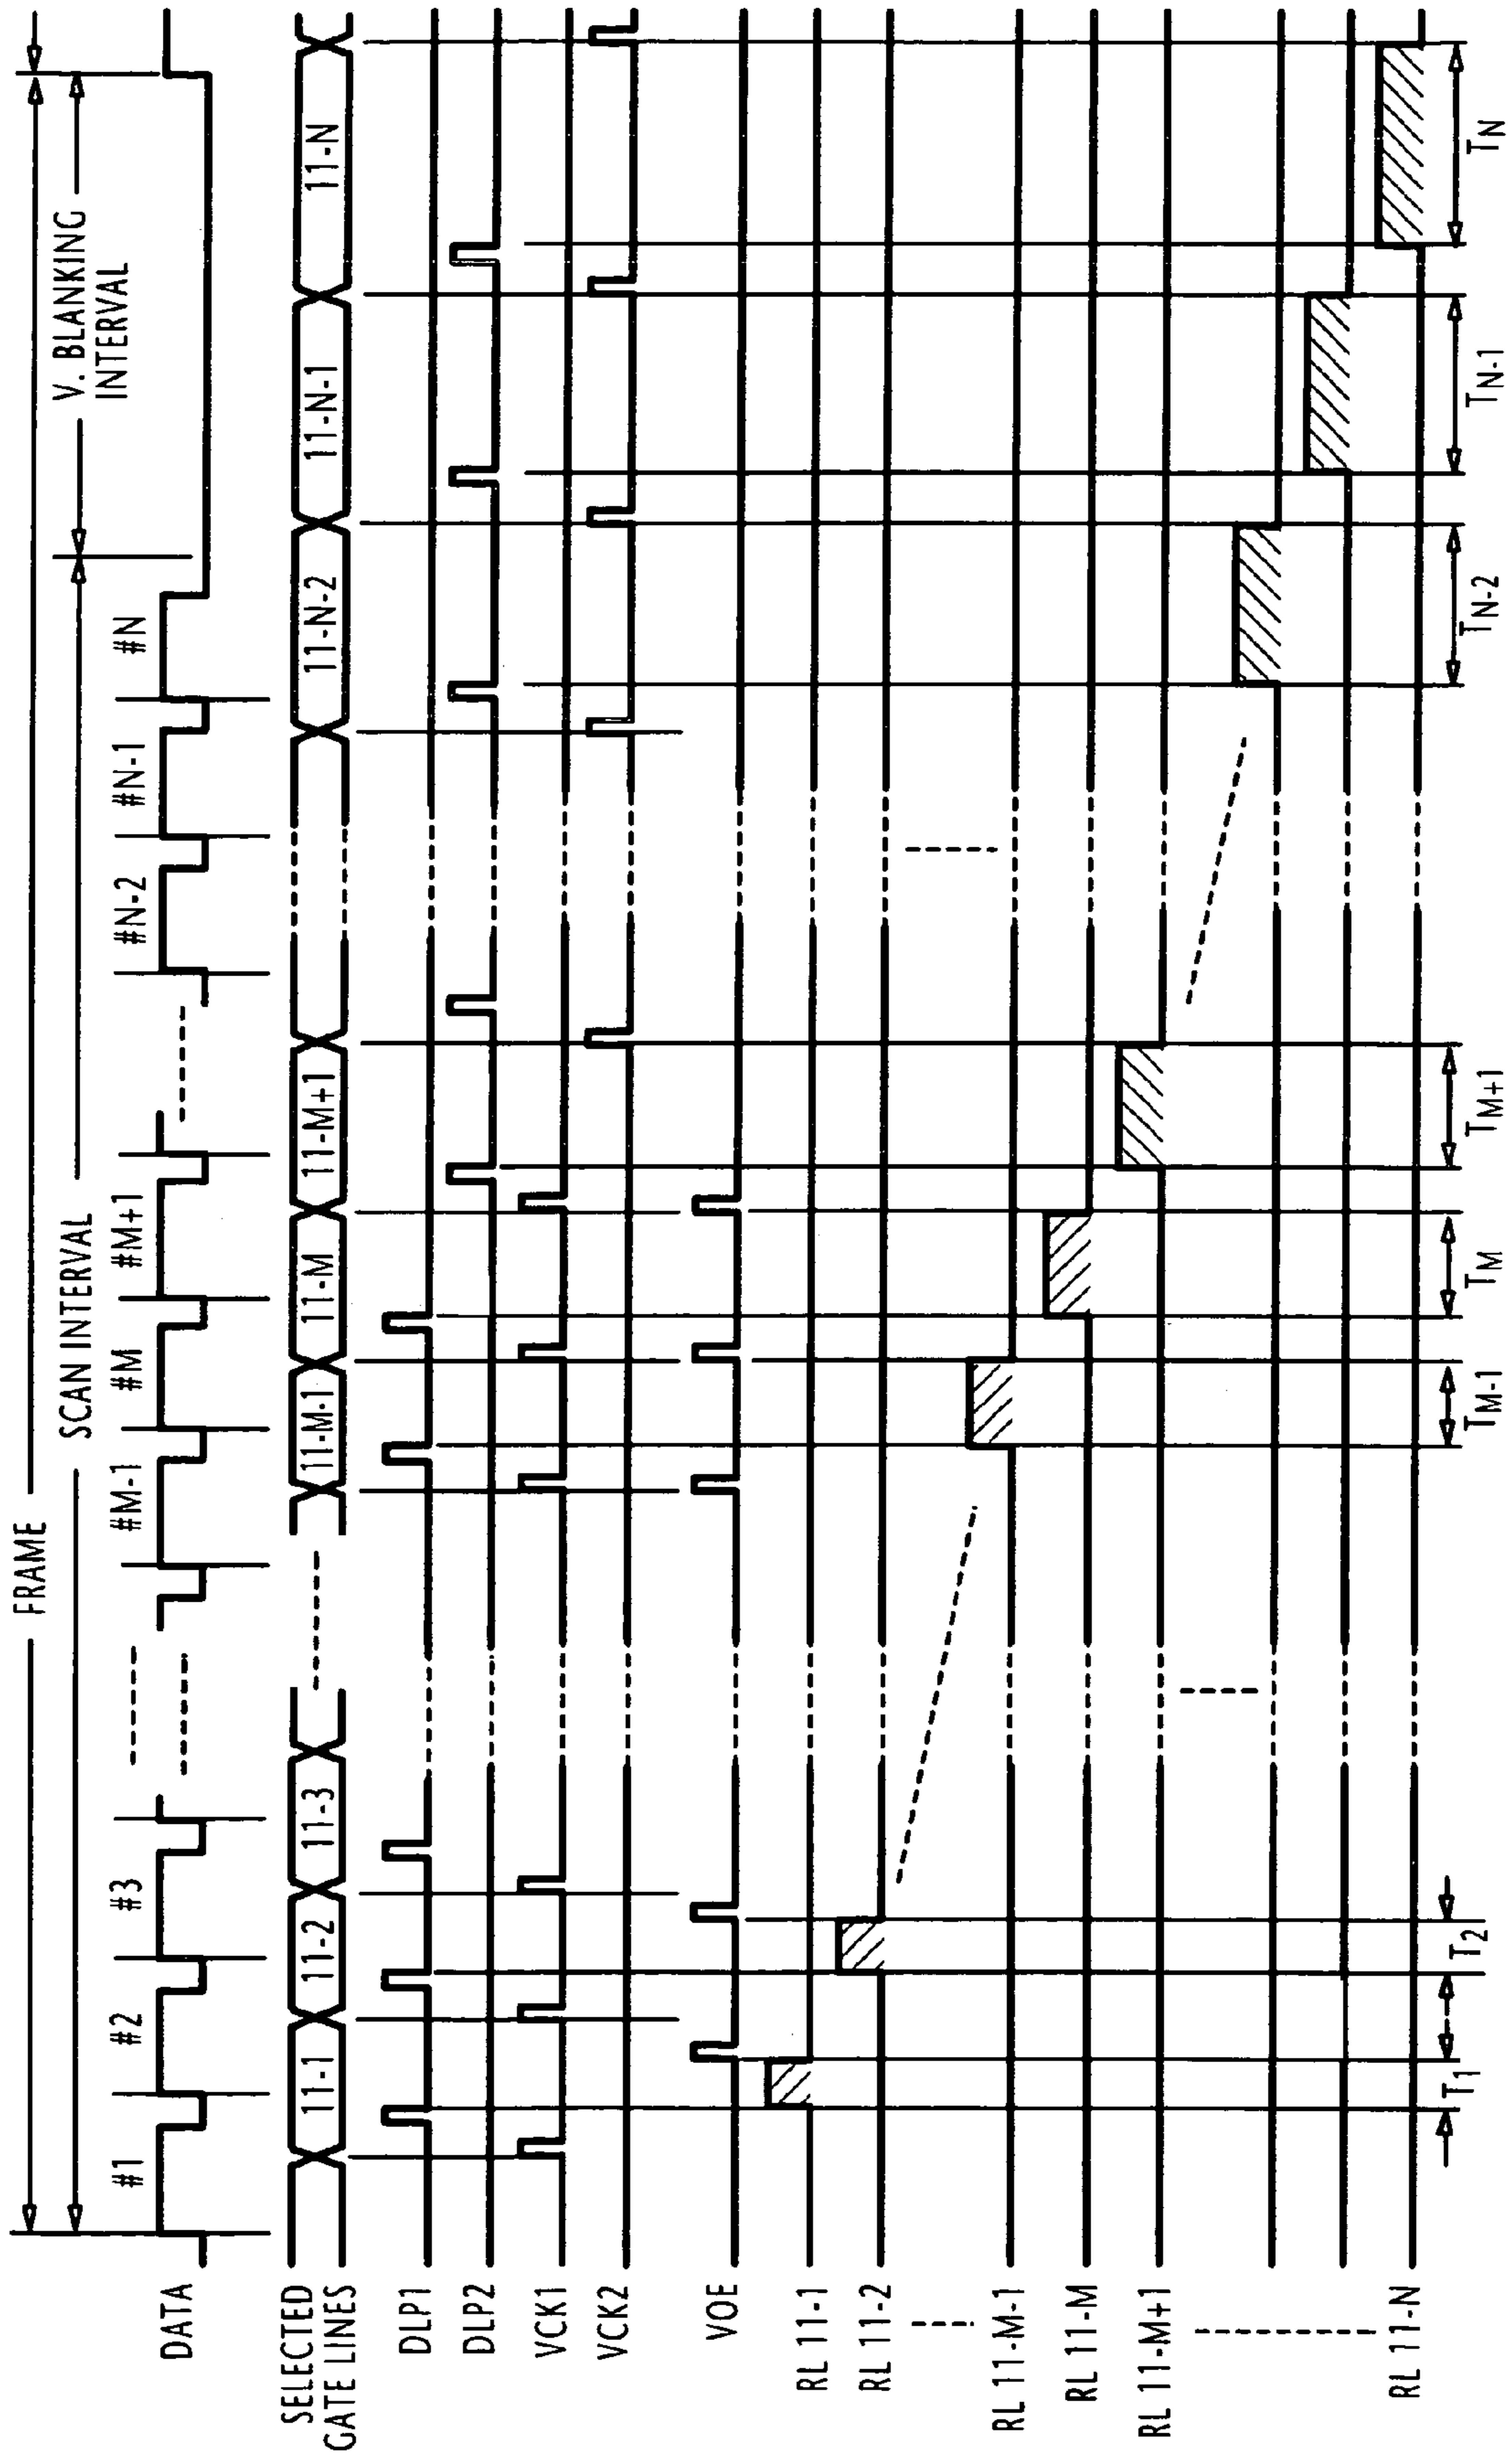 FRAME
SCAN INTERVAL
V. BLANKING
INTERVAL
DATA
#1
#2
#3
#M-1
#M
#M+1
#N-2
#N-1
#N
SELECTED
GATE LINES
11-1
11-2
11-3
11-M-1
11-M
11-M+1
11-N-2
11-N-1
11-N
DLP1
DLP2
VCK1
VCK2
VOE
RL 11-1
RL 11-2
RL 11-M-1
RL 11-M
RL 11-M+1
RL 11-N
T1
T2
TM-1
TM
TM+1
TN-2
TN-1
TN